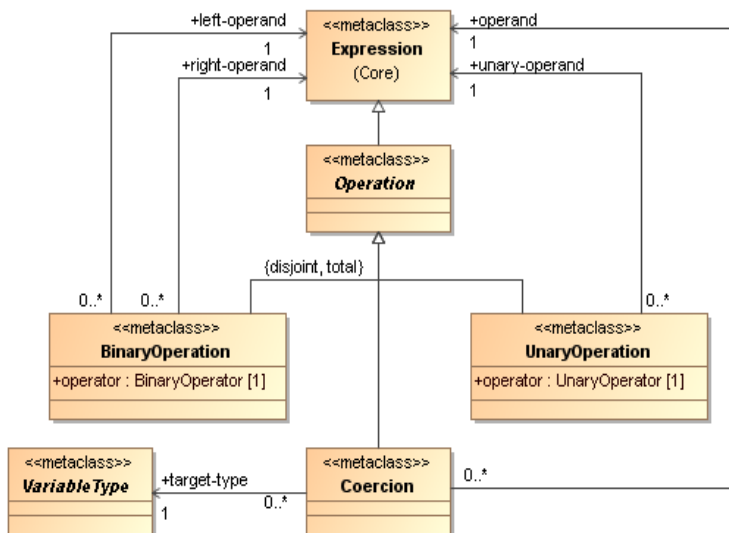 +left-operand
1
+right-operand
1
<<metaclass>>
Expression
(Core)
+operand
1
+unary-operand
1
<<metaclass>>
Operation
{disjoint, total}
0..*
0..*
0..*
<<metaclass>>
BinaryOperation
+operator : BinaryOperator [1]
<<metaclass>>
UnaryOperation
+operator : UnaryOperator [1]
<<metaclass>>
VariableType
+target-type
1
0..*
<<metaclass>>
Coercion
0..*